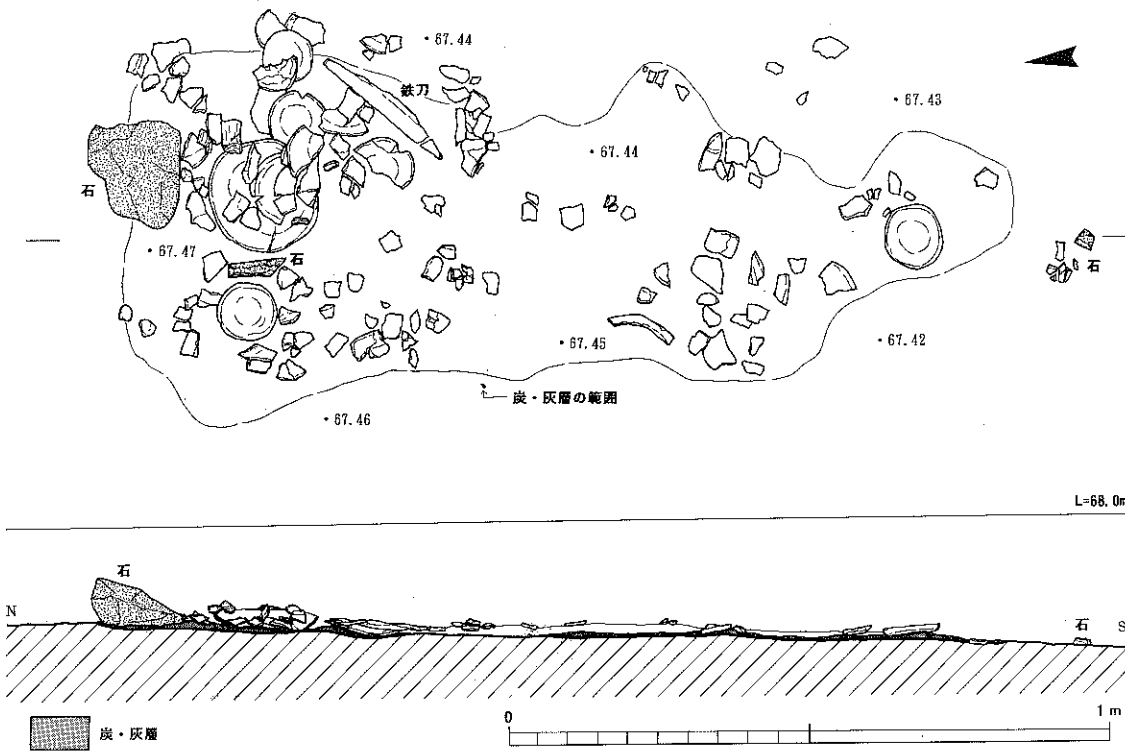 ・67.44
鉄刀
・67.43
・67.44
石
・67.47
石
石
・67.45
・67.42
炭・灰層の範囲
・67.46
L=68.0m
石
N
石
S
炭・灰層
0
1m